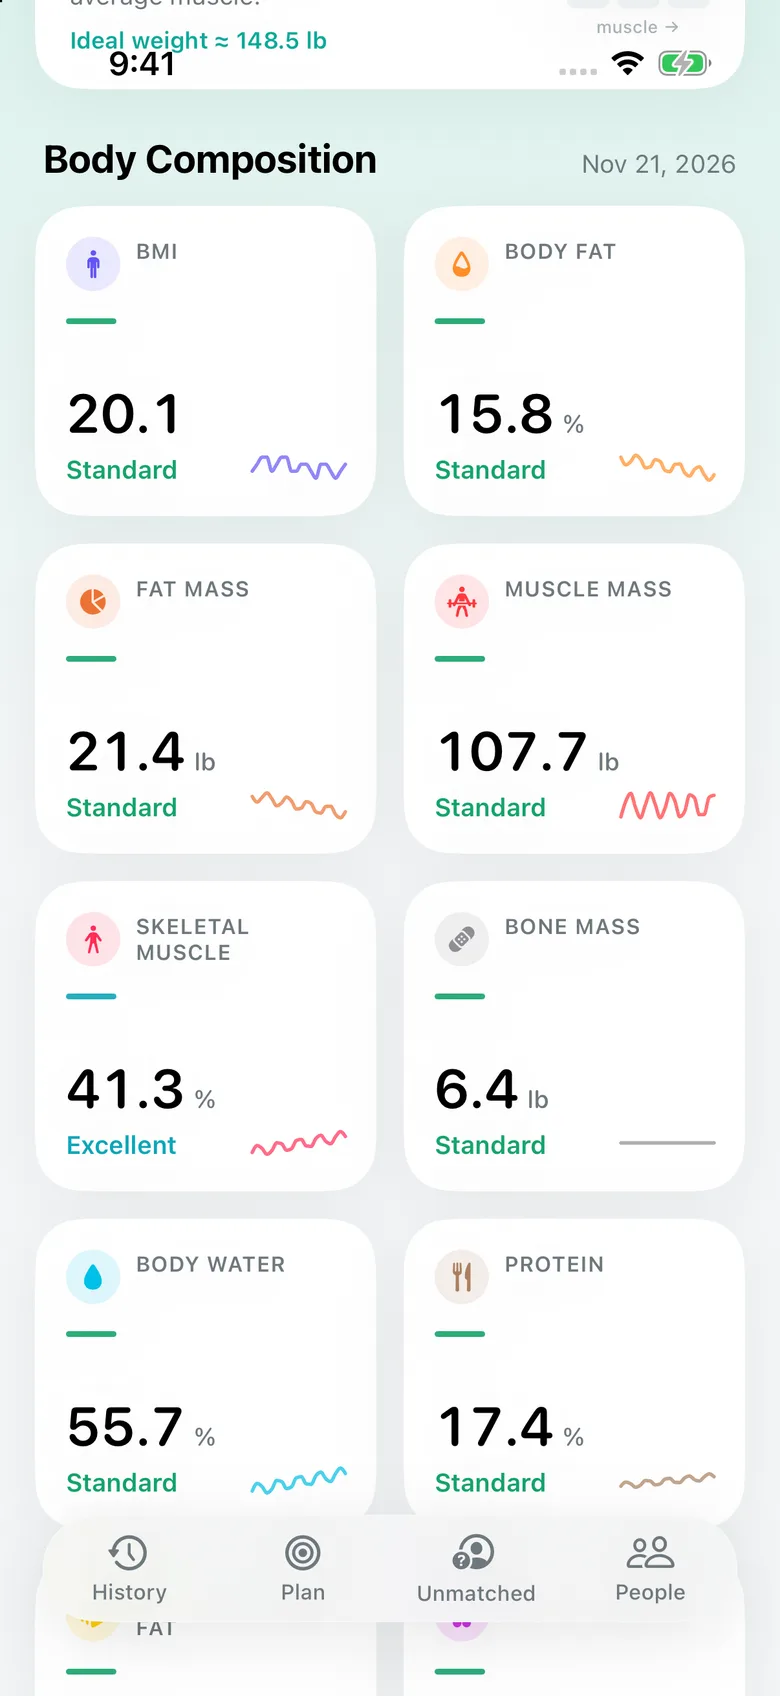 average muscle.
muscle →
Ideal weight ≈ 148.5 lb
9:41
Body Composition
Nov 21, 2026
BMI
20.1
Standard
BODY FAT
15.8 %
Standard
FAT MASS
21.4 lb
Standard
MUSCLE MASS
107.7 lb
Standard
SKELETAL
MUSCLE
41.3 %
Excellent
BONE MASS
6.4 lb
Standard
BODY WATER
55.7 %
Standard
PROTEIN
17.4 %
Standard
?
History
Plan
Unmatched
People
FAT